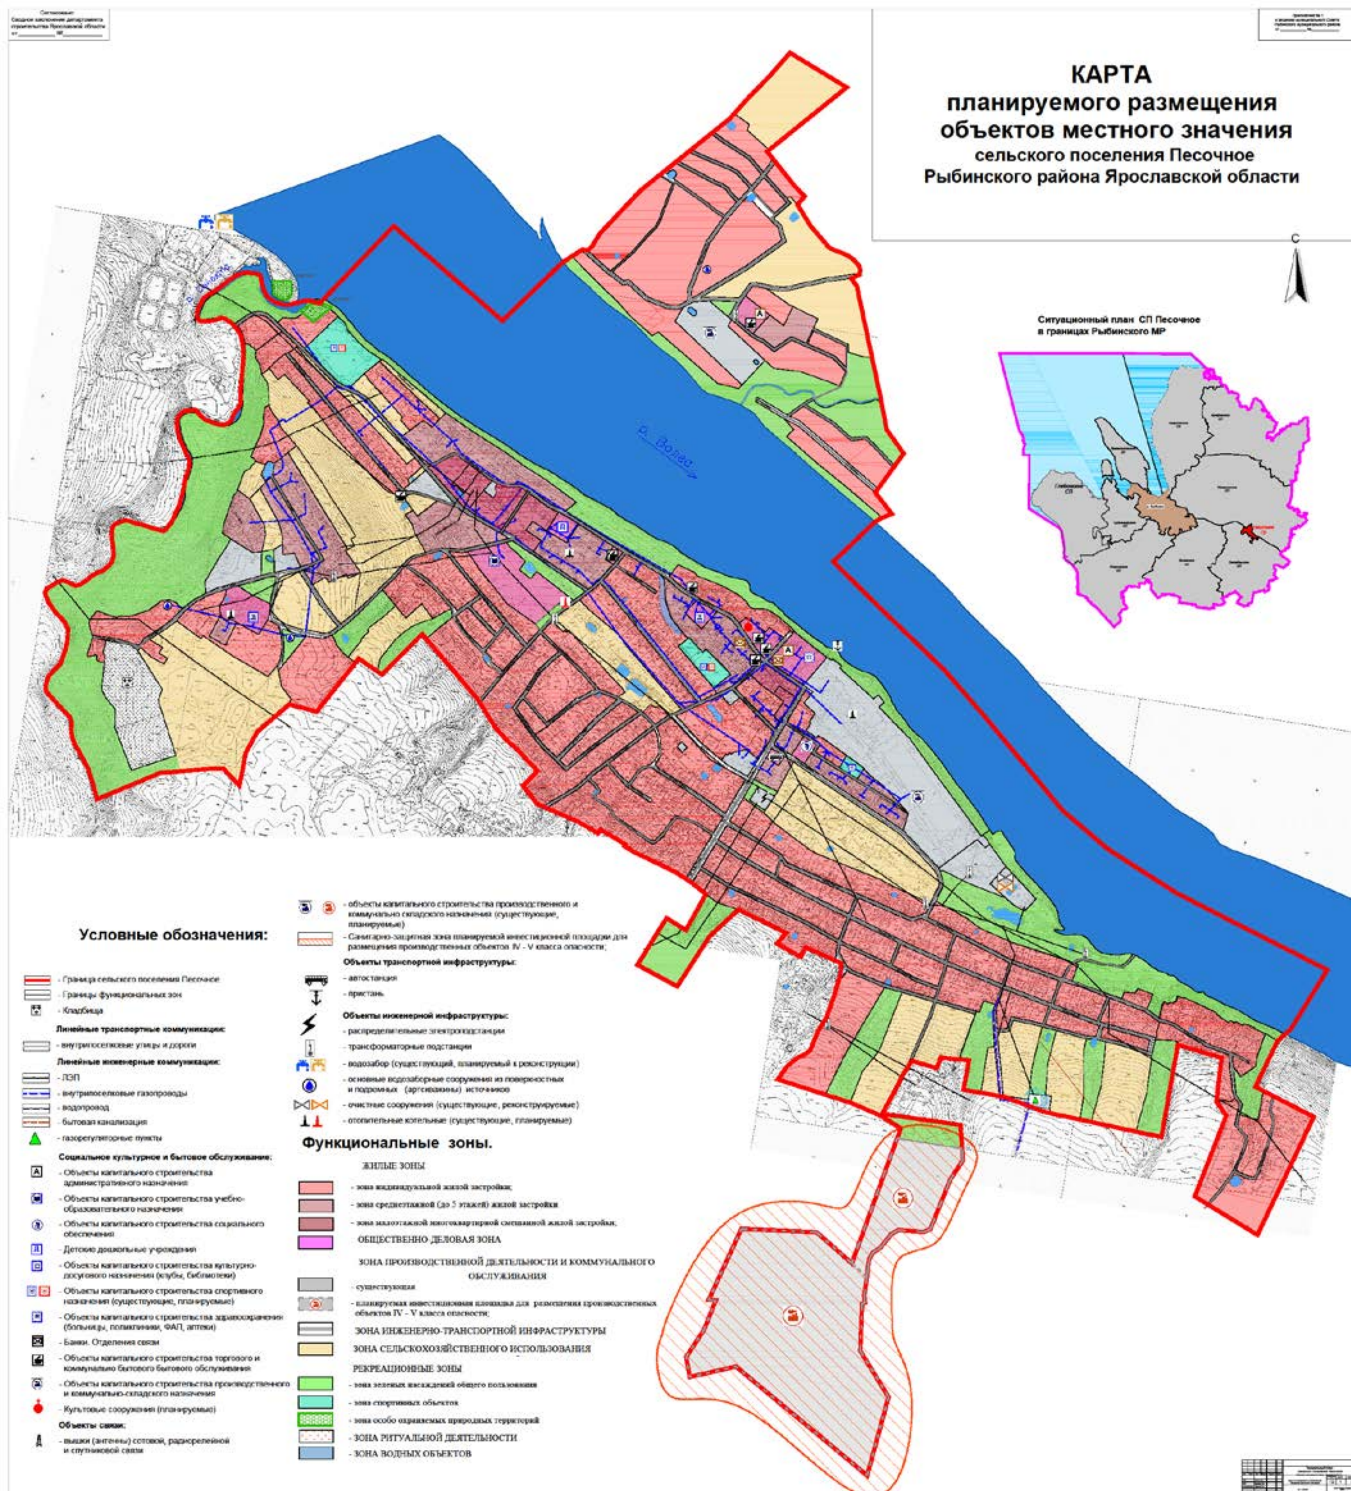 Согласовано:
Сводное заключение департамента
строительства Ярославской области
от № 
КАРТА
планируемого размещения
объектов местного значения
сельского поселения Песочное
Рыбинского района Ярославской области
С
Ситуационный план СП Песочное
в границах Рыбинского МР
р. Волга
Условные обозначения:
- Граница сельского поселения Песочное
- Границы функциональных зон
- Кладбища
Линейные транспортные коммуникации:
- внутрипоселковые улицы и дороги
Линейные инженерные коммуникации:
- ЛЭП
- внутрипоселковые газопроводы
- водопровод
- бытовая канализация
- газорегуляторные пункты
Социальное культурное и бытовое обслуживание:
- Объекты капитального строительства
административного назначения
- Объекты капитального строительства учебно-
образовательного назначения
- Объекты капитального строительства социального
обеспечения
- Детские дошкольные учреждения
- Объекты капитального строительства культурно-
досугового назначения (клубы, библиотеки)
- Объекты капитального строительства спортивного
назначения (существующие, планируемые)
- Объекты капитального строительства здравоохранения
(больницы, поликлиники, ФАП, аптеки)
- Банки. Отделения связи
- Объекты капитального строительства торгового и
коммунально бытового бытового обслуживания
- Объекты капитального строительства производственного
и коммунально-складского назначения
- Культовые сооружения (планируемые)
Объекты связи:
- вышки (антенны) сотовой, радиорелейной
и спутниковой связи
- объекты капитального строительства производственного и
коммунально складского назначения (существующие,
планируемые)
- Санитарно-защитная зона планируемой инвестиционной площадки для
размещения производственных объектов IV - V класса опасности;
Объекты транспортной инфраструктуры:
- автостанция
- пристань
Объекты инженерной инфраструктуры:
- распределительные электроподстанции
- трансформаторные подстанции
- водозабор (существующий, планируемый к реконструкции)
- основные водозаборные сооружения из поверхностных
и подземных (артскважины) источников
- очистные сооружения (существующие, реконструируемые)
- отопительные котельные (существующие, планируемые)
Функциональные зоны.
ЖИЛЫЕ ЗОНЫ
- зона индивидуальной жилой застройки;
- зона среднеэтажной (до 5 этажей) жилой застройки
- зона малоэтажной многоквартирной смешанной жилой застройки;
ОБЩЕСТВЕННО-ДЕЛОВАЯ ЗОНА
ЗОНА ПРОИЗВОДСТВЕННОЙ ДЕЯТЕЛЬНОСТИ И КОММУНАЛЬНОГО
ОБСЛУЖИВАНИЯ
- существующая
- планируемая инвестиционная площадка для размещения производственных
объектов IV - V класса опасности;
ЗОНА ИНЖЕНЕРНО-ТРАНСПОРТНОЙ ИНФРАСТРУКТУРЫ
ЗОНА СЕЛЬСКОХОЗЯЙСТВЕННОГО ИСПОЛЬЗОВАНИЯ
РЕКРЕАЦИОННЫЕ ЗОНЫ
- зона зеленых насаждений общего пользования
- зона спортивных объектов
- зона особо охраняемых природных территорий
- ЗОНА РИТУАЛЬНОЙ ДЕЯТЕЛЬНОСТИ
- ЗОНА ВОДНЫХ ОБЪЕКТОВ